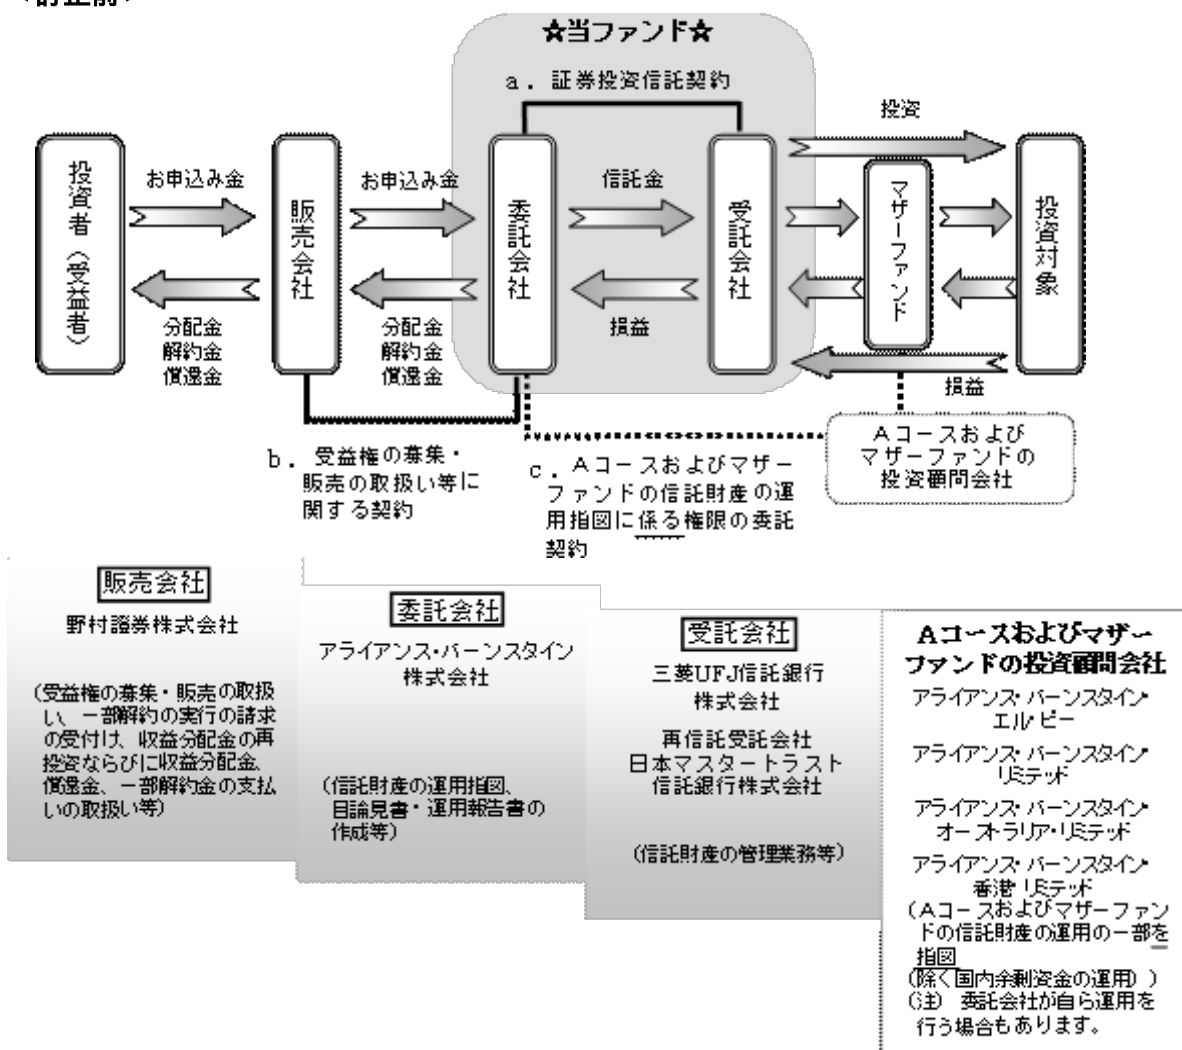 <訂正前>
★当ファンド★
a．証券投資信託契約
投資
投資者（受益者）
お申込み金
販売会社
お申込み金
委託会社
信託金
受託会社
マザーファンド
投資対象
分配金
解約金
償還金
分配金
解約金
償還金
損益
損益
b．受益権の募集・
販売の取扱い等に
関する契約
c．Aコースおよびマザー
ファンドの信託財産の運
用指図に係る権限の委託
契約
Aコースおよび
マザーファンドの
投資顧問会社
販売会社
野村證券株式会社
(受益権の募集・販売の取扱
い、一部解約の実行の請求
の受付け、収益分配金の再
投資ならびに収益分配金、
償還金、一部解約金の支払
いの取扱い等)
委託会社
アライアンス・バーンスタイン
株式会社
(信託財産の運用指図、
目論見書・運用報告書の
作成等)
受託会社
三菱UFJ信託銀行
株式会社
再信託受託会社
日本マスタートラスト
信託銀行株式会社
(信託財産の管理業務等)
Aコースおよびマザー
ファンドの投資顧問会社
アライアンス・バーンスタイン・
エル・ピー
アライアンス・バーンスタイン・
リミテッド
アライアンス・バーンスタイン・
オーストラリア・リミテッド
アライアンス・バーンスタイン・
香港・リミテッド
(Aコースおよびマザーファン
ドの信託財産の運用の一部を
指図
(除く国内余剰資金の運用))
(注) 委託会社が自ら運用を
行う場合もあります。